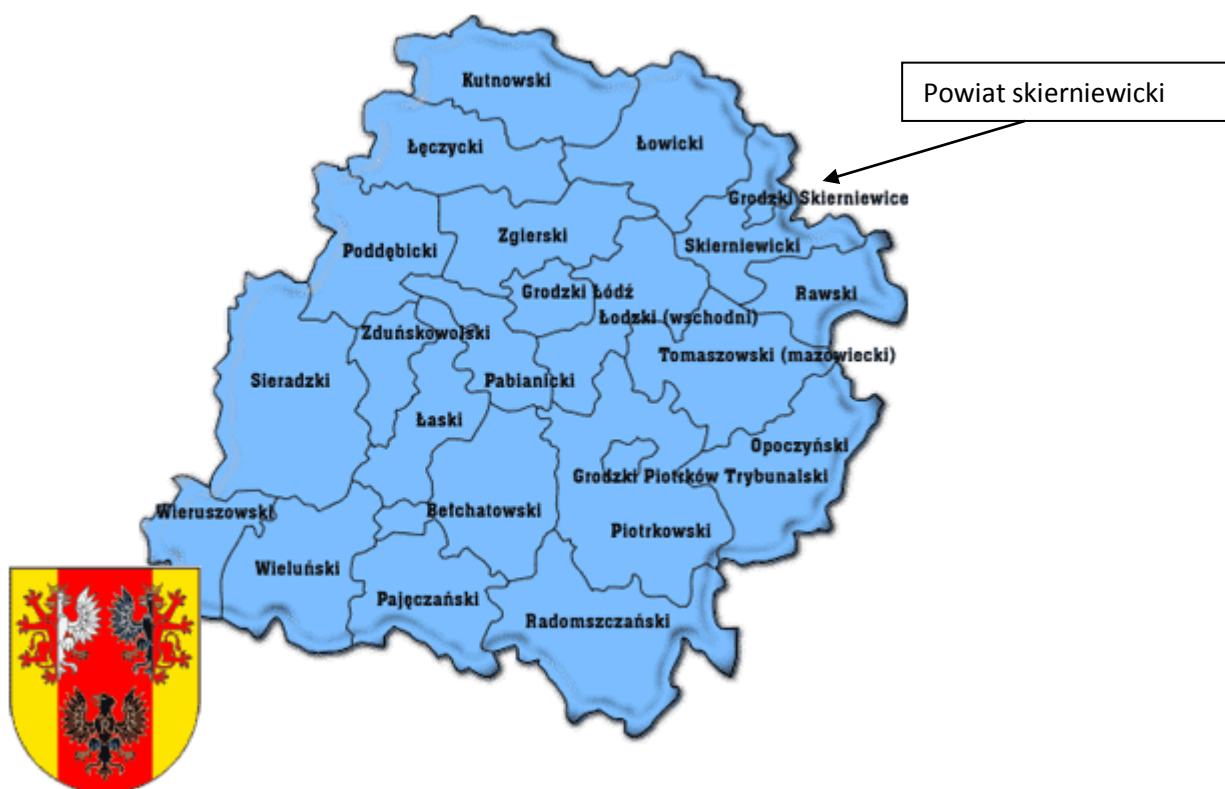 Kutnowski
Powiat skierniewicki
Łęczycki
Łowicki
Grodzki Skierniewice
Zgierski
Skierniewicki
Poddębicki
Grodzki Łódź
Rawski
Łodzki (wschodni)
Zduńskowolski
Tomaszowski (mazowiecki)
Sieradzki
Pabianicki
Łaski
Opoczyński
Grodzki Piotrków Trybunalski
Wieruszowski
Bełchatowski
Piotrkowski
Wieluński
Pajęczański
Radomszczański